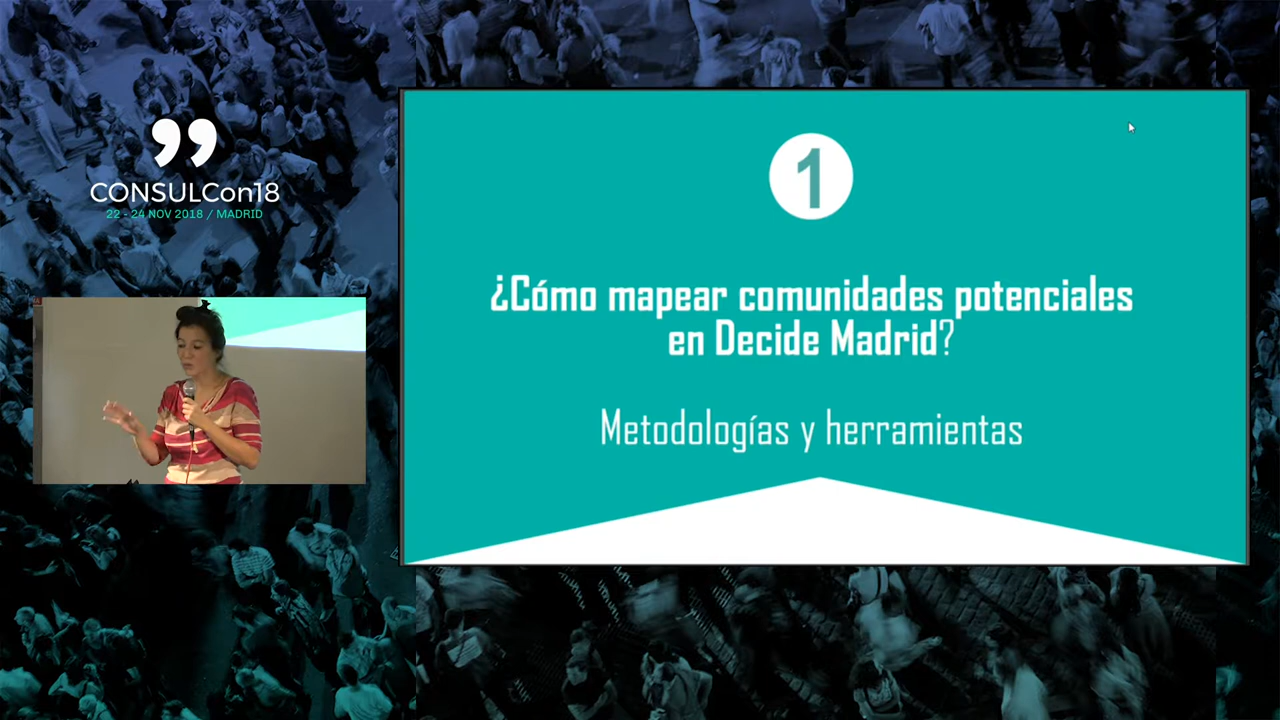 CONSULCon18
22 - 24 NOV 2018 / MADRID
1
¿Cómo mapear comunidades potenciales
en Decide Madrid?
Metodologías y herramientas